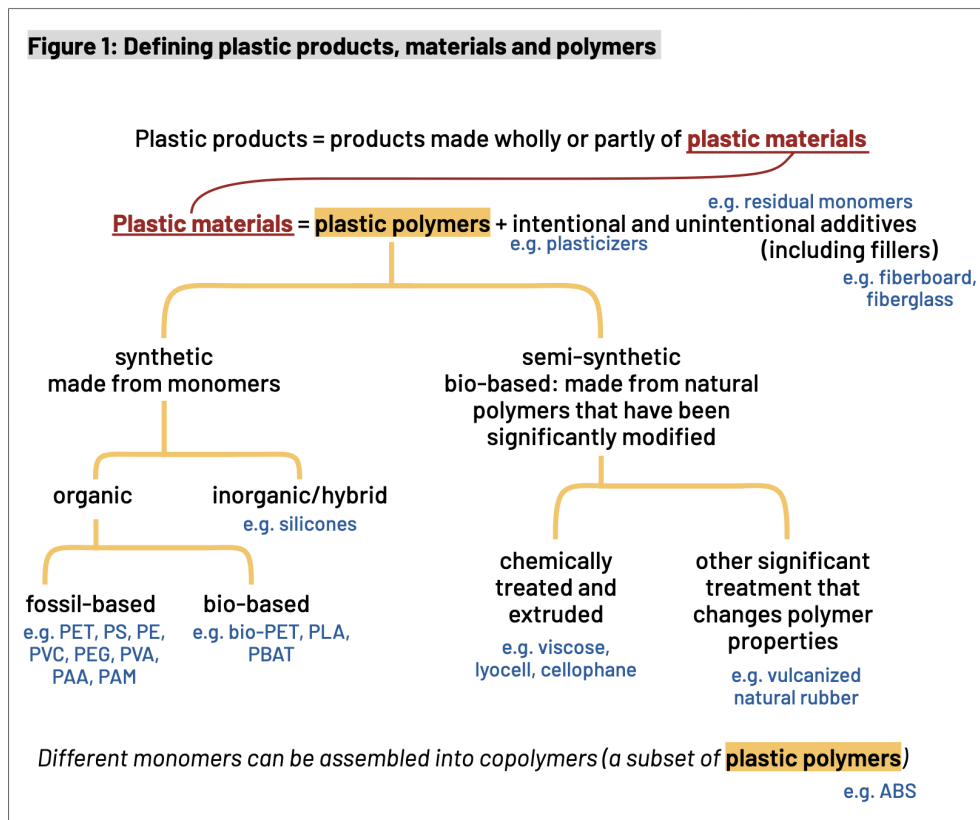 Figure 1: Defining plastic products, materials and polymers
Plastic products = products made wholly or partly of plastic materials
e.g. residual monomers
Plastic materials = plastic polymers + intentional and unintentional additives
e.g. plasticizers
(including fillers)
e.g. fiberboard,
fiberglass
synthetic
made from monomers
semi-synthetic
bio-based: made from natural
polymers that have been
significantly modified
organic
inorganic/hybrid
e.g. silicones
fossil-based
e.g. PET, PS, PE,
PVC, PEG, PVA,
PAA, PAM
bio-based
e.g. bio-PET, PLA,
PBAT
chemically
treated and
extruded
e.g. viscose,
lyocell, cellophane
other significant
treatment that
changes polymer
properties
e.g. vulcanized
natural rubber
Different monomers can be assembled into copolymers (a subset of plastic polymers)
e.g. ABS